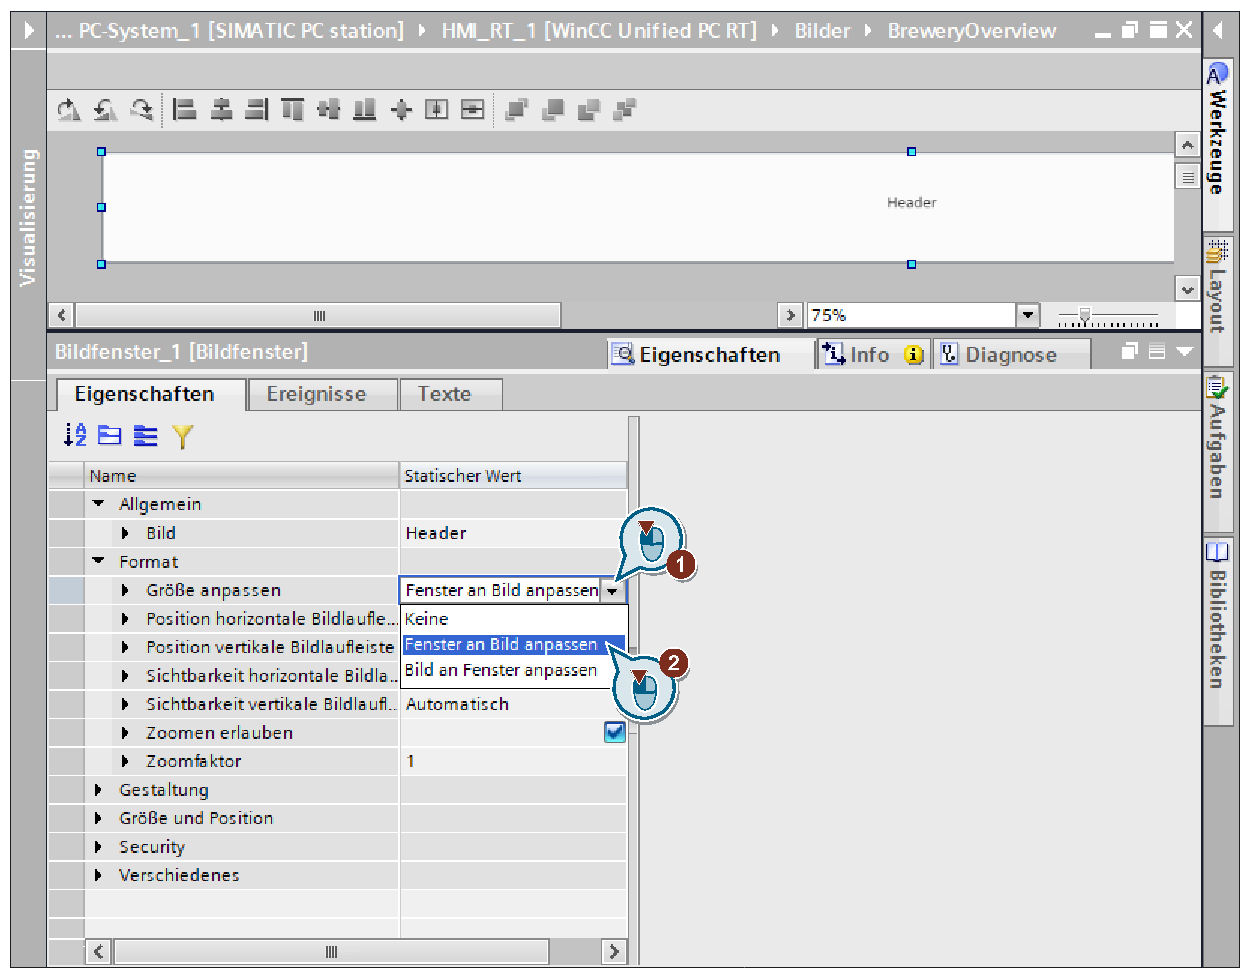 ... PC-System_1 [SIMATIC PC station] HMI_RT_1 [WinCC Unified PC RT] Bilder BreweryOverview
Visualisierung
Header
75%
Werkzeuge
Layout
Aufgaben
Bibliotheken
Bildfenster_1 [Bildfenster]
Eigenschaften Info Diagnose
Eigenschaften Ereignisse Texte
Name Statischer Wert
Allgemein
Bild Header
Format
Größe anpassen Fenster an Bild anpassen
1
Position horizontale Bildlaufle... Keine
Position vertikale Bildlaufleiste Fenster an Bild anpassen
2
Sichtbarkeit horizontale Bildla.. Bild an Fenster anpassen
Sichtbarkeit vertikale Bildlaufl.. Automatisch
Zoomen erlauben
Zoomfaktor 1
Gestaltung
Größe und Position
Security
Verschiedenes